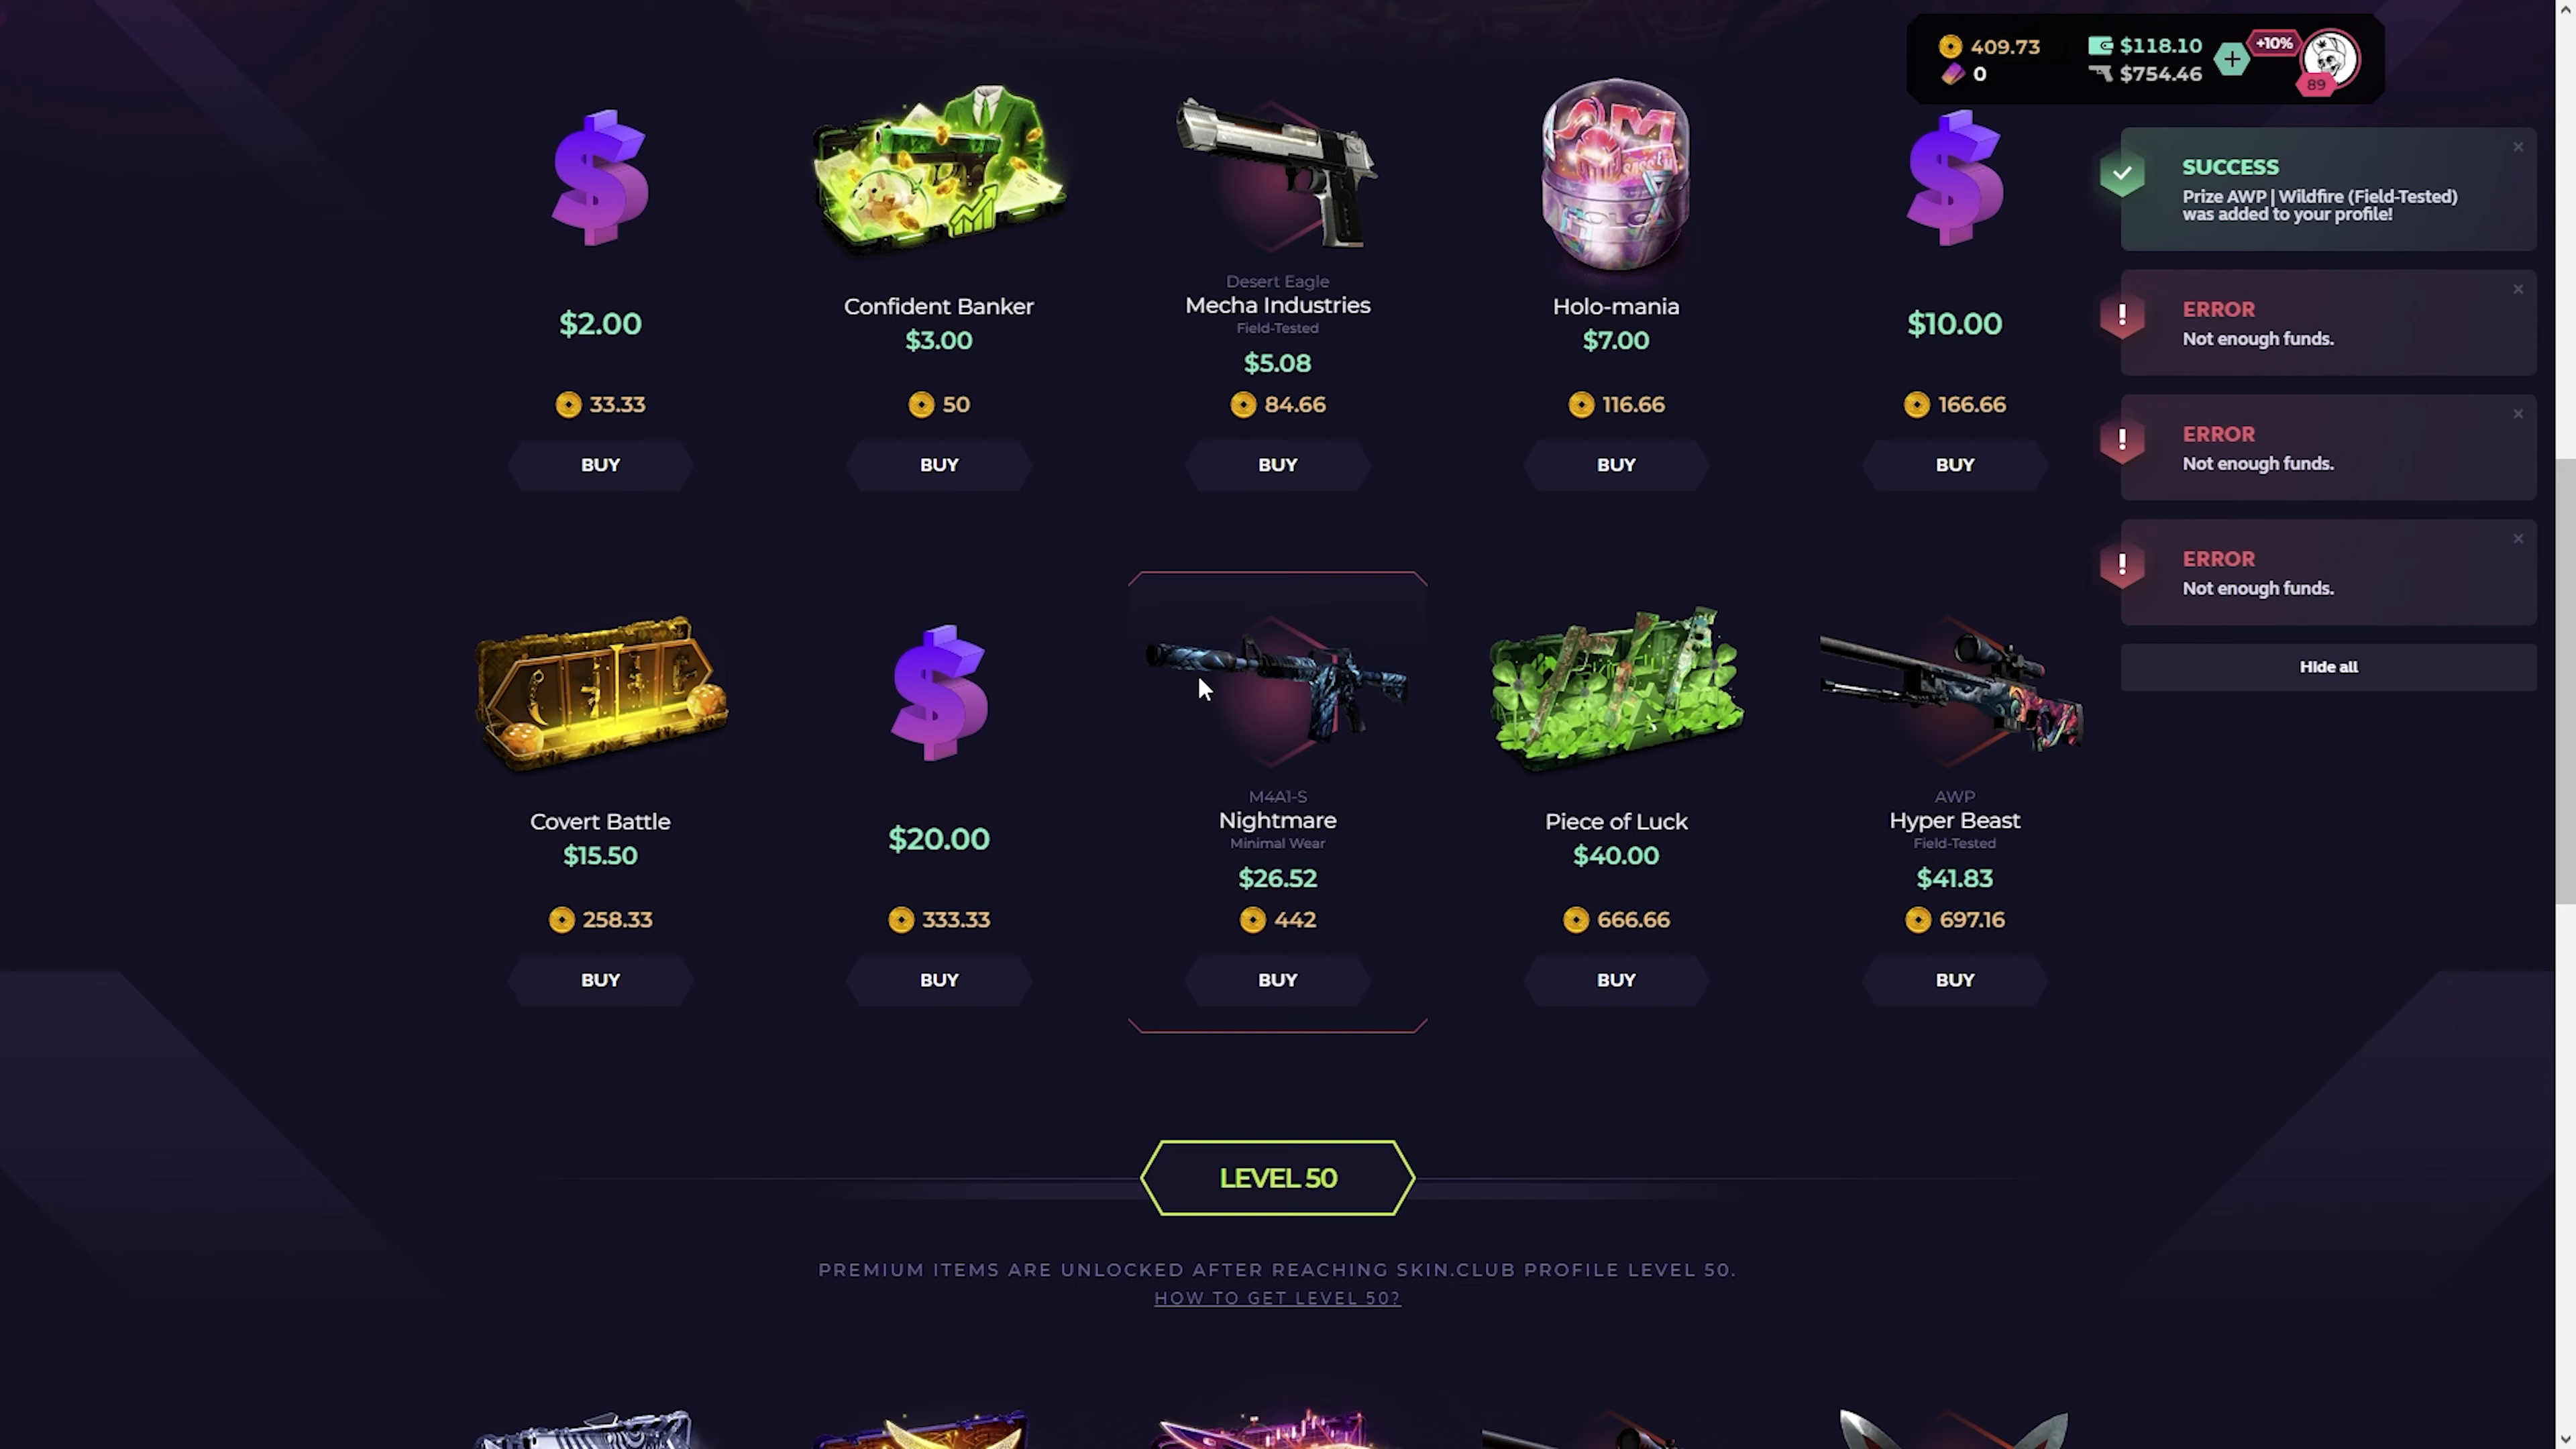 409.73
$118.10
+10%
0
$754.46
89
$2.00
33.33
BUY
Confident Banker
$3.00
50
BUY
Desert Eagle
Mecha Industries
Field-Tested
$5.08
84.66
BUY
Holo-mania
$7.00
116.66
BUY
$10.00
166.66
BUY
SUCCESS
Prize AWP | Wildfire (Field-Tested)
was added to your profile!
ERROR
Not enough funds.
ERROR
Not enough funds.
ERROR
Not enough funds.
Hide all
Covert Battle
$15.50
258.33
BUY
$20.00
333.33
BUY
M4A1-S
Nightmare
Minimal Wear
$26.52
442
BUY
Piece of Luck
$40.00
666.66
BUY
AWP
Hyper Beast
Field-Tested
$41.83
697.16
BUY
LEVEL 50
PREMIUM ITEMS ARE UNLOCKED AFTER REACHING SKIN.CLUB PROFILE LEVEL 50.
HOW TO GET LEVEL 50?